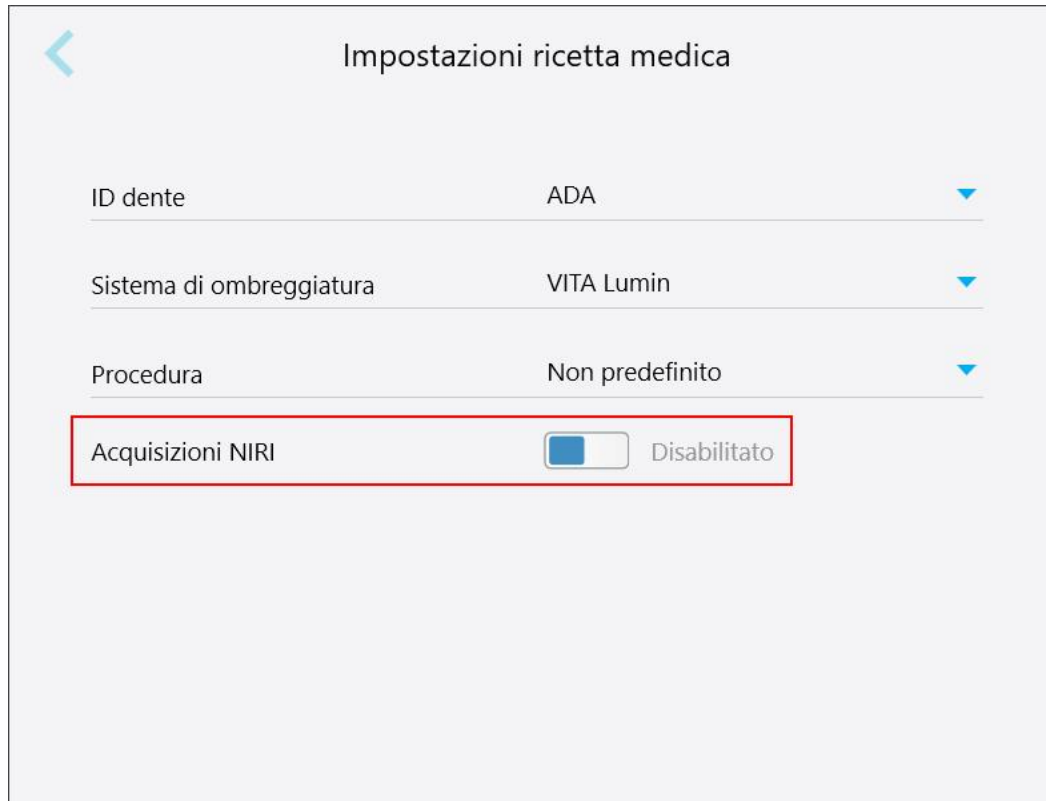 Impostazioni ricetta medica
ID dente ADA
Sistema di ombreggiatura VITA Lumin
Procedura Non predefinito
Acquisizioni NIRI Disabilitato